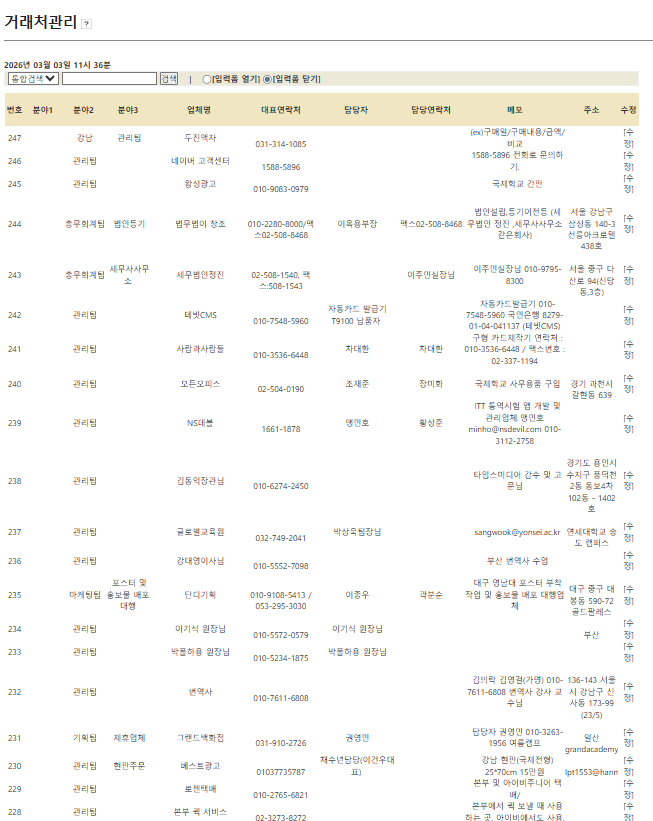 거래처관리 ?
2026년 03월 03일 11시 36분
통합검색 검색 | [입력폼 열기] [입력폼 닫기]
번호 분야1 분야2 분야3 업체명 대표연락처 담당자 담당연락처 메모 주소 수정
247 강남 관리팀 두진액자 031-314-1085 (ex)구매일/구매내용/금액/비교 [수정]
246 관리팀 네이버 고객센터 1588-5896 1588-5896 전화로 문의하기. [수정]
245 관리팀 왕성광고 010-9083-0979 국제학교 간판 [수정]
244 총무회계팀 법인등기 법무법이 창조 010-2280-8000/팩스02-508-8468 이옥용부장 팩스02-508-8468 법인설립,등기이전등 (세무법인 정진 ,세무사사무소 같은회사) 서울 강남구 삼성동 140-3 선릉아크로텔 438호 [수정]
243 총무회계팀 세무사사무소 세무법인정진 02-508-1540, 팩스:508-1543 이주민실장님 이주민실장님 010-9795-8300 서울 중구 다산로 94(신당동,3층) [수정]
242 관리팀 테빗CMS 010-7548-5960 자동카드 발급기 T9100 납품자 자동카드발급기 010-7548-5960 국민은행 8279-01-04-041137 (테빗CMS) [수정]
241 관리팀 사람과사람들 010-3536-6448 차대환 차대환 구형 카드제작기 연락처 : 010-3536-6448 / 팩스번호 : 02-337-1194 [수정]
240 관리팀 모든오피스 02-504-0190 조재준 장미화 국제학교 사무용품 구입 경기 과천시 갈현동 639 [수정]
239 관리팀 NS데블 1661-1878 맹민호 황성준 ITT 통역시험 앱 개발 및 관리업체 맹민호 minho@nsdevil.com 010-3112-2758 [수정]
238 관리팀 김동익장관님 010-6274-2450 타임스미디어 감수 및 고문님 경기도 용인시 수지구 풍덕천2동 동보4차 102동 - 1402호 [수정]
237 관리팀 글로벌교육원 032-749-2041 박상욱팀장님 sangwook@yonsei.ac.kr 연세대학교 송도 캠퍼스 [수정]
236 관리팀 강대영이사님 010-5552-7098 부산 번역사 수업 [수정]
235 마케팅팀 포스터 및 홍보물 배포 대행 단디기획 010-9108-5413 / 053-295-3030 이종우 곽분순 대구 영남대 포스터 부착 작업 및 홍보물 배포 대행업체 대구 중구 대봉동 590-72 골드팰레스 [수정]
234 관리팀 이기식 원장님 010-5572-0579 이기식 원장님 부산 [수정]
233 관리팀 박풀하용 원장님 010-5234-1875 박풀하용 원장님 [수정]
232 관리팀 번역사 010-7611-6808 김의락 김영결(가명) 010-7611-6808 번역사 강사 교수님 136-143 서울시 강남구 신사동 173-99 (23/5) [수정]
231 기획팀 제휴업체 그랜드백화점 031-910-2726 권영민 담당자 권영민 010-3263-1956 여름캠프 일산 grandacademy [수정]
230 관리팀 현판주문 베스트광고 01037735787 채수년담당(이건우대표) 강남 현판(국제전형) 25*70cm 15만원 lpt1553@hanm [수정]
229 관리팀 로젠택배 010-2765-6821 본부 및 아이비주니어 택배/ [수정]
228 관리팀 본부 퀵 서비스 02-3273-8272 본부에서 퀵 보낼 때 사용하는 곳. 아이비에서도 사용. [수정]